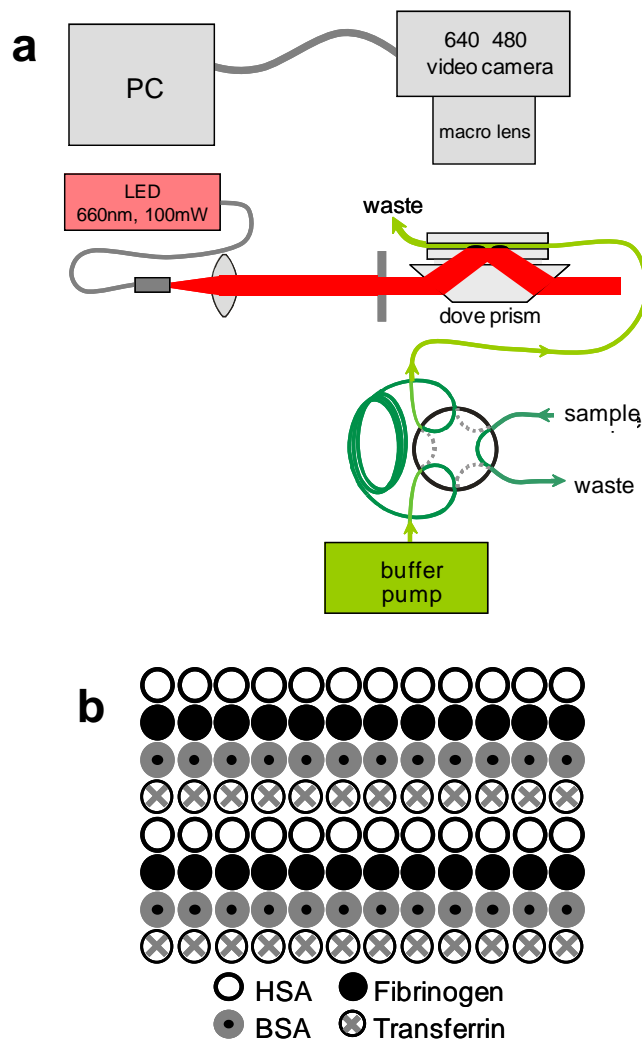 a
PC
640 480
video camera
macro lens
LED
660nm, 100mW
waste
dove prism
sample
waste
buffer
pump
b
HSA
Fibrinogen
BSA
Transferrin